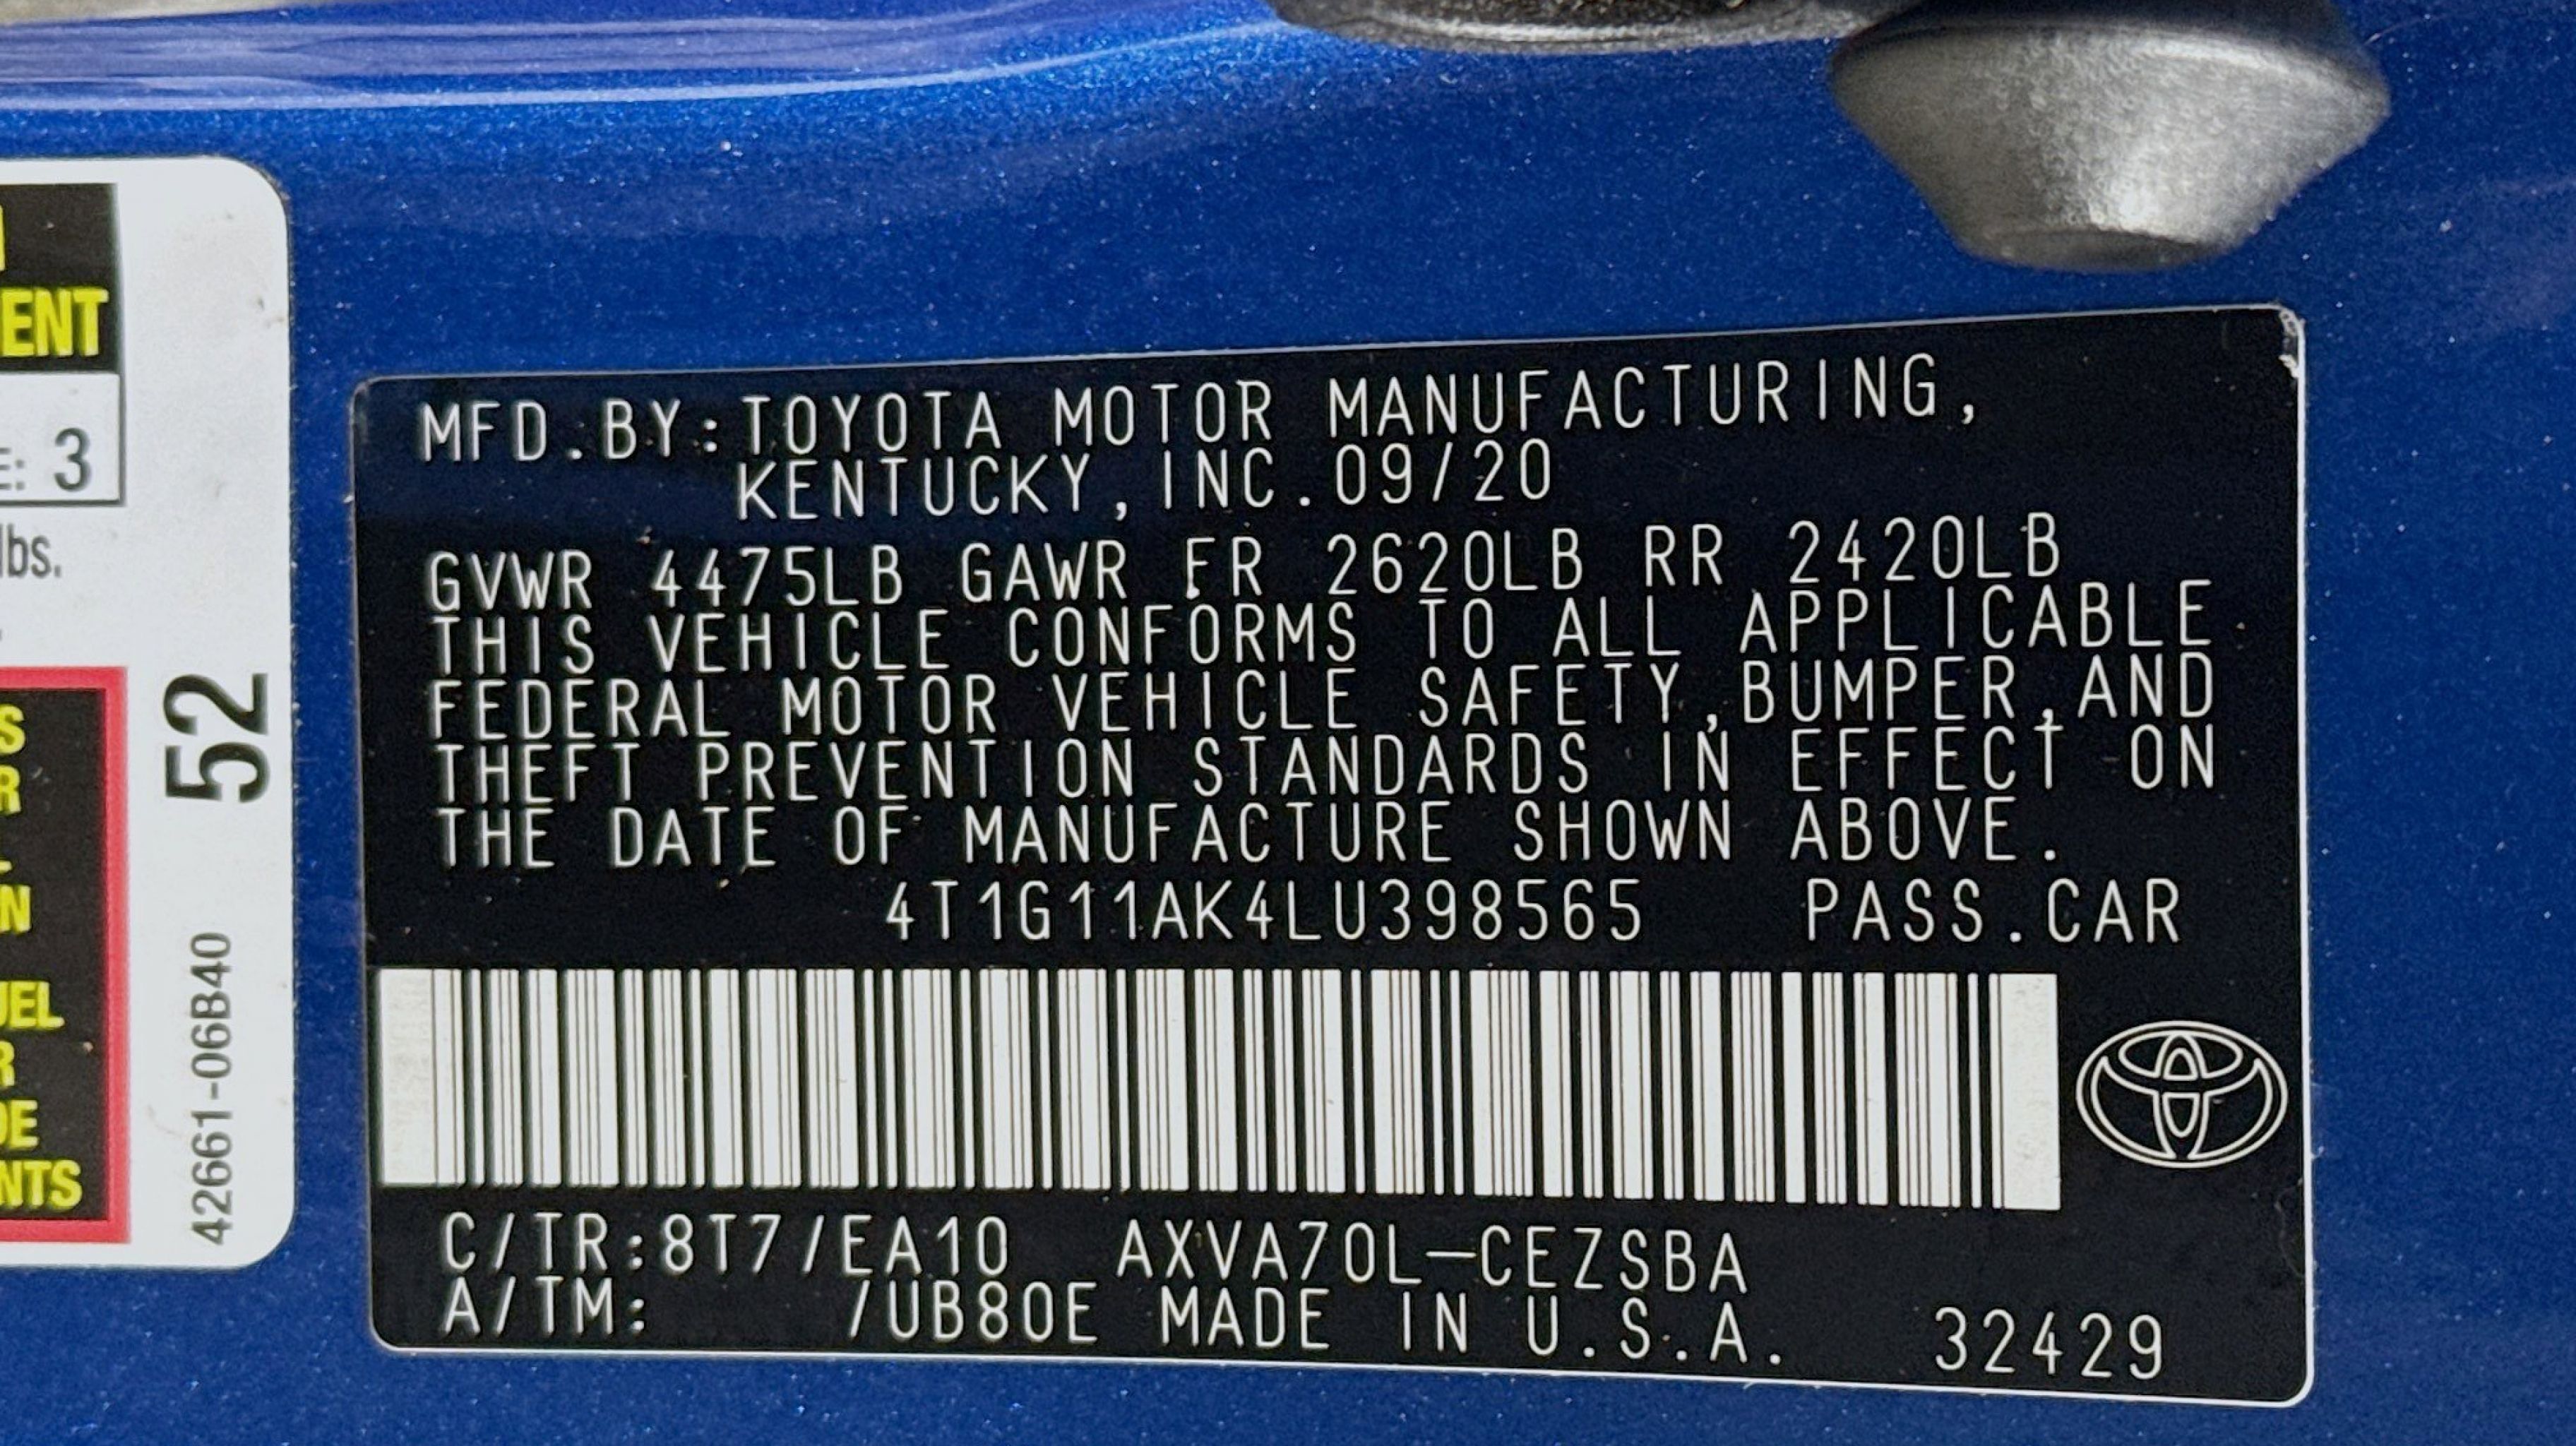 ENT
E: 3
lbs.
S
R
N
UEL
R
DE
NTS
52
42661-06B40
MFD.BY:TOYOTA MOTOR MANUFACTURING,
KENTUCKY,INC.09/20
GVWR 4475LB GAWR FR 2620LB RR 2420LB
THIS VEHICLE CONFORMS TO ALL APPLICABLE
FEDERAL MOTOR VEHICLE SAFETY,BUMPER,AND
THEFT PREVENTION STANDARDS IN EFFECT ON
THE DATE OF MANUFACTURE SHOWN ABOVE.
4T1G11AK4LU398565 PASS.CAR
C/TR:8T7/EA10 AXVA70L-CEZSBA
A/TM: /UB80E MADE IN U.S.A. 32429